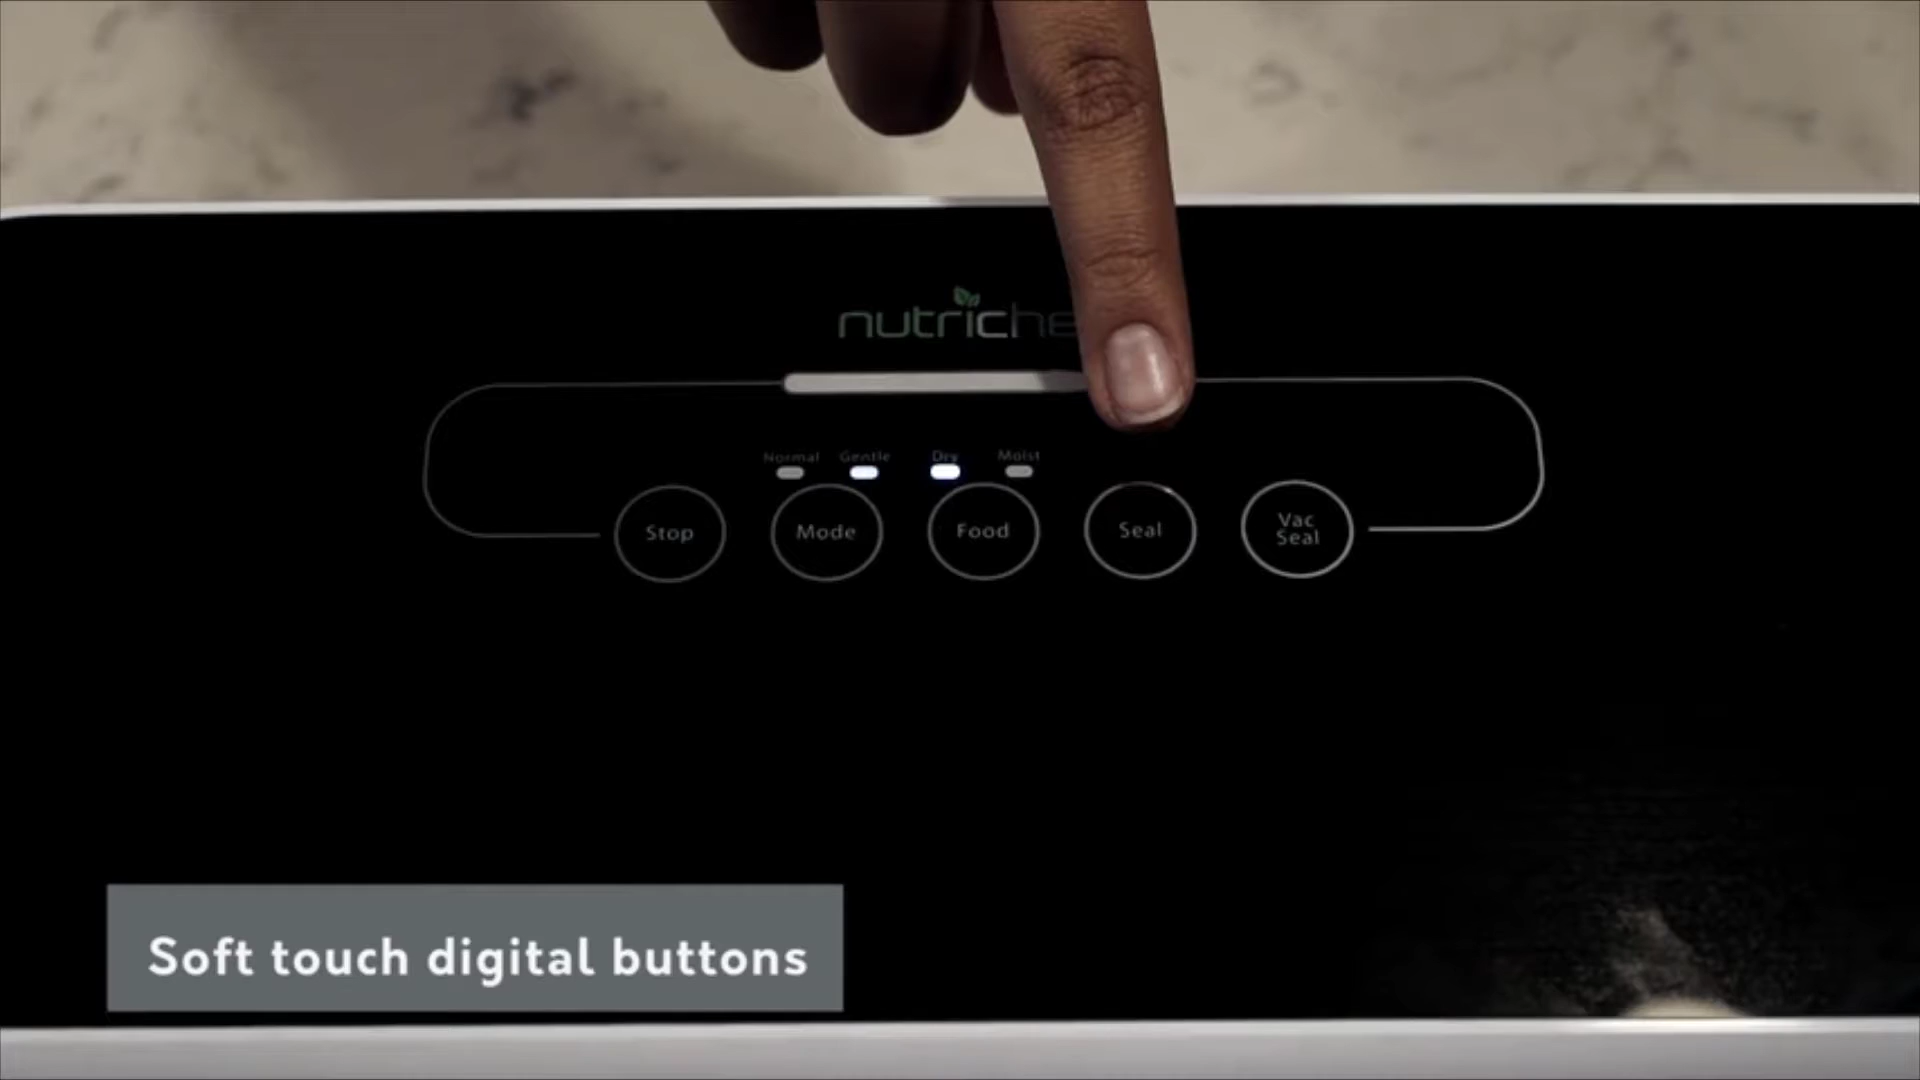 nutriche
Normal Gentle Dry Moist
Stop Mode Food Seal Vac
Seal
Soft touch digital buttons